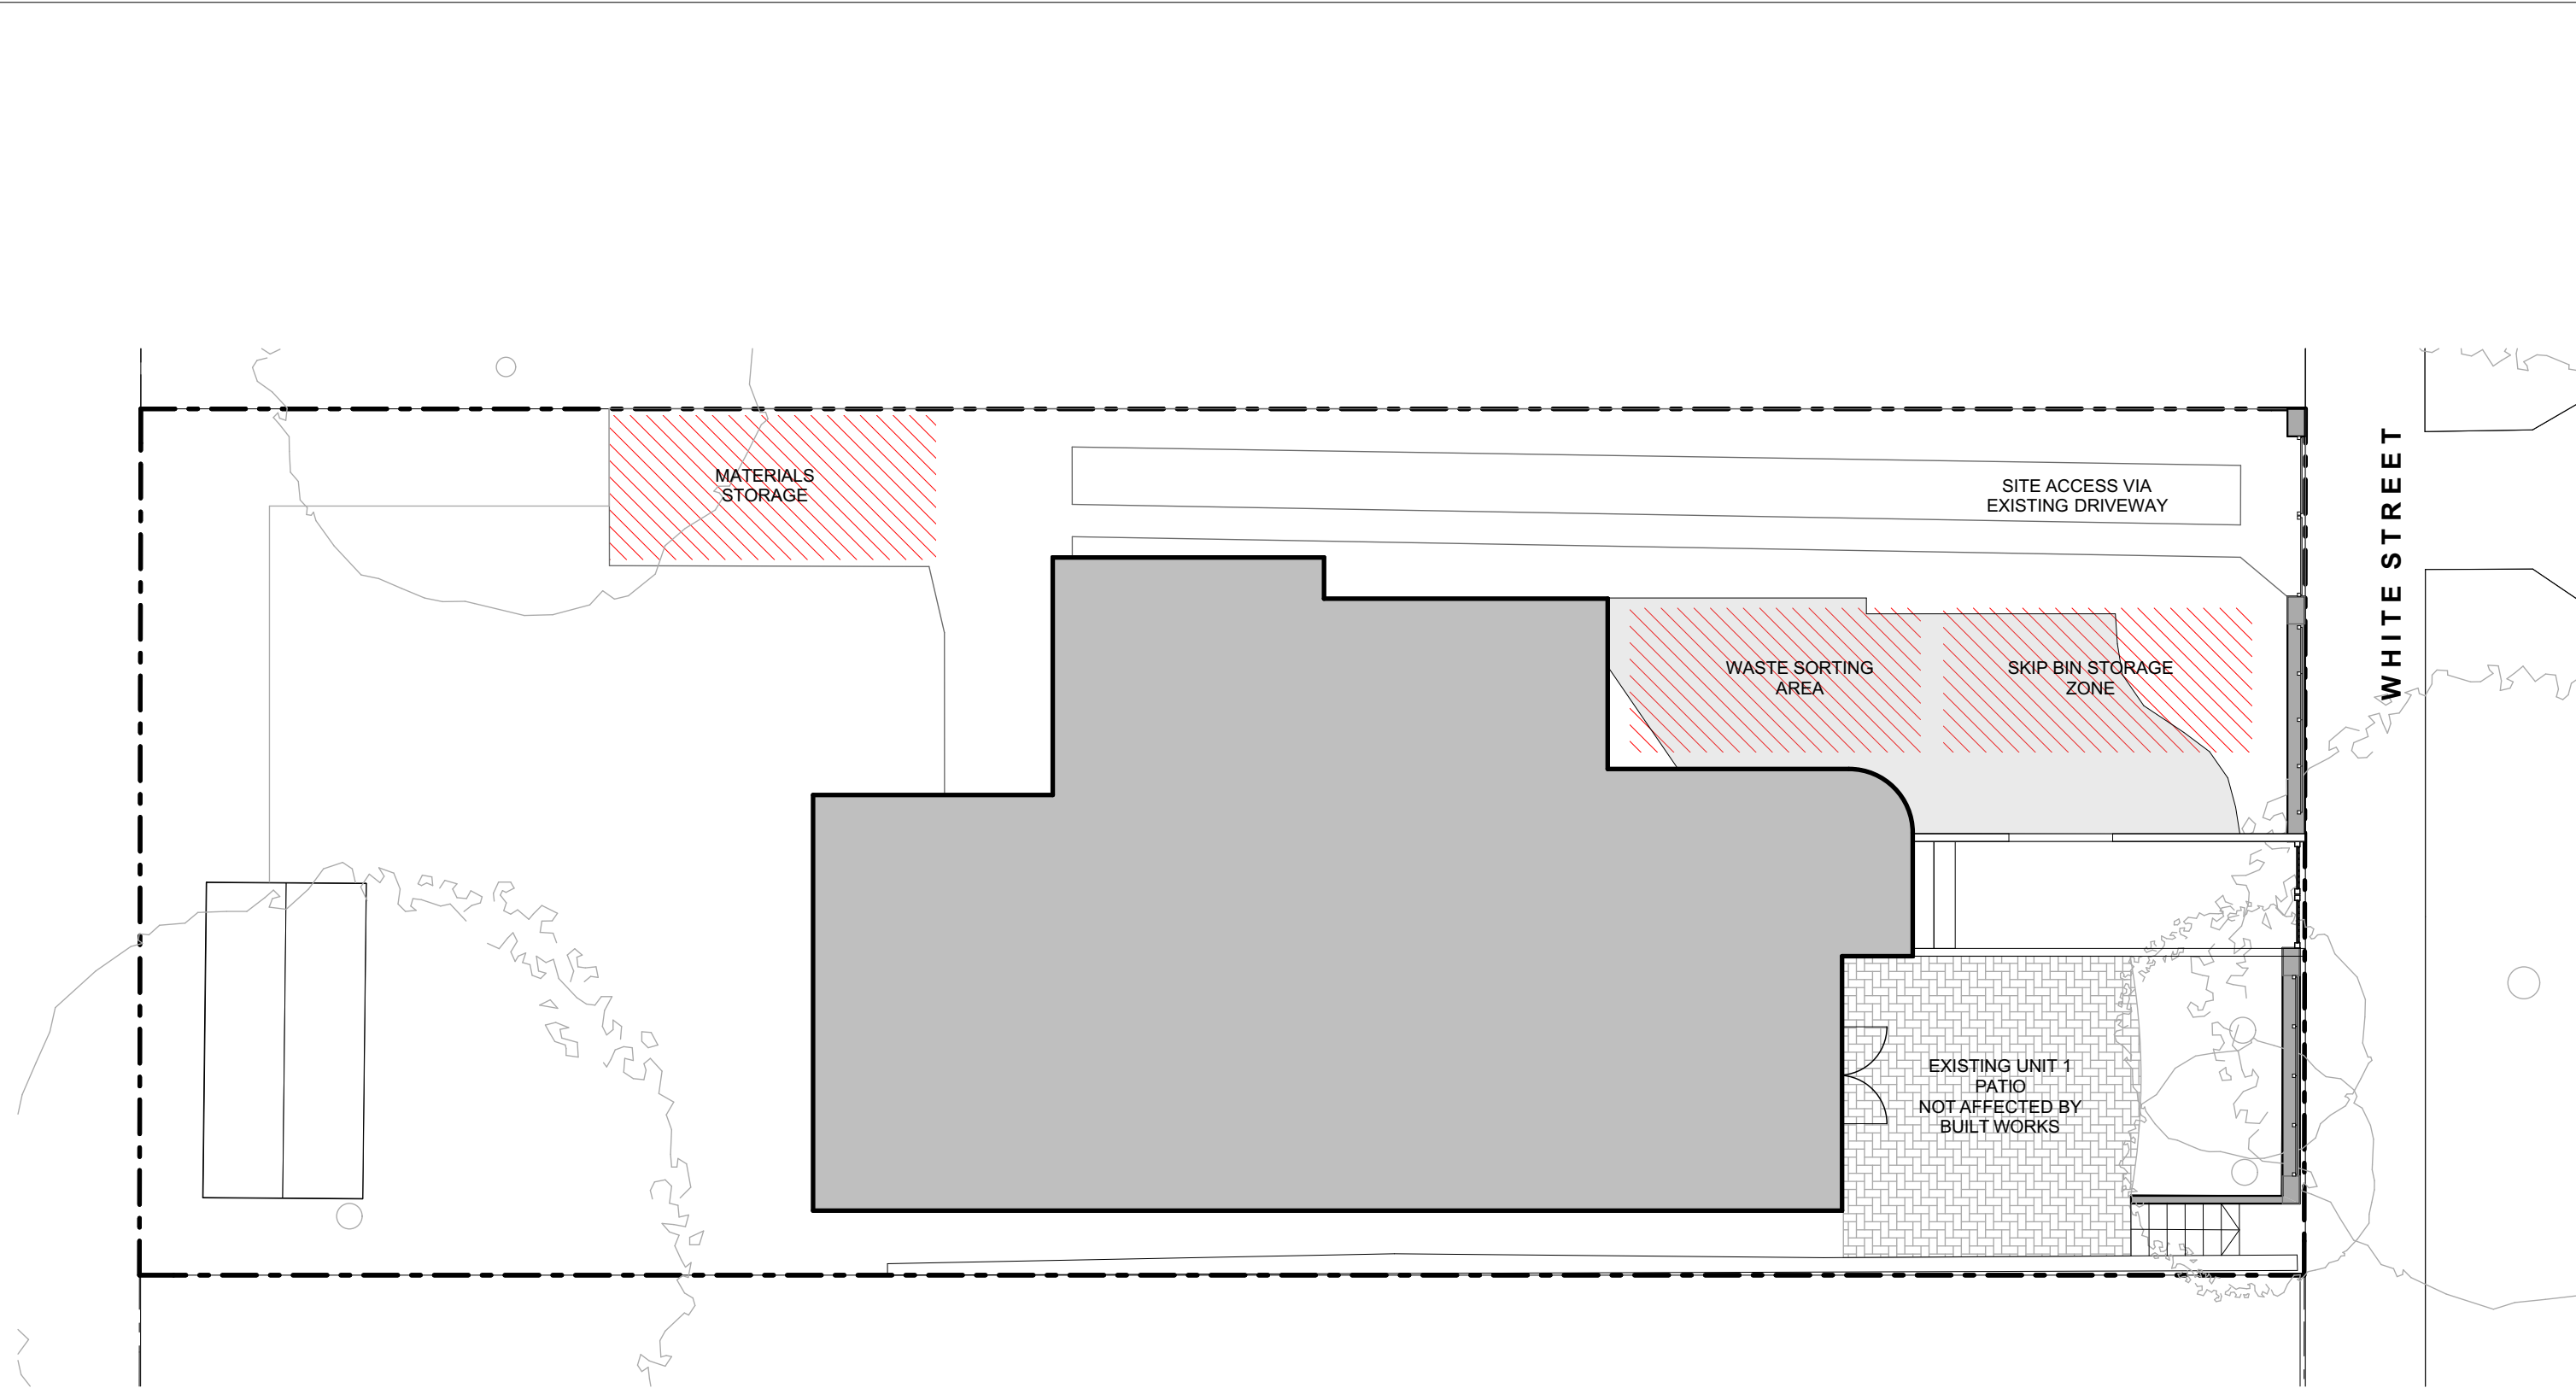 MATERIALS
STORAGE
SITE ACCESS VIA
EXISTING DRIVEWAY
WHITE STREET
WASTE SORTING
AREA
SKIP BIN STORAGE
ZONE
EXISTING UNIT 1
PATIO
NOT AFFECTED BY
BUILT WORKS